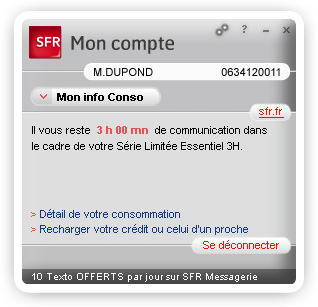 SFR Mon compte
M.DUPOND 0634120011
Mon info Conso
sfr.fr
Il vous reste 3 h 00 mn de communication dans
le cadre de votre Série Limitée Essentiel 3H.
> Détail de votre consommation
> Recharger votre crédit ou celui d'un proche
Se déconnecter
10 Texto OFFERTS par jour sur SFR Messagerie